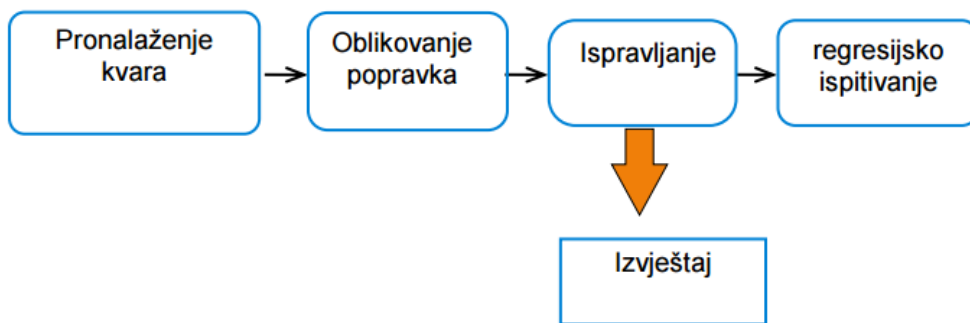 Pronalaženje
kvara
Oblikovanje
popravka
Ispravljanje
regresijsko
ispitivanje
Izvještaj